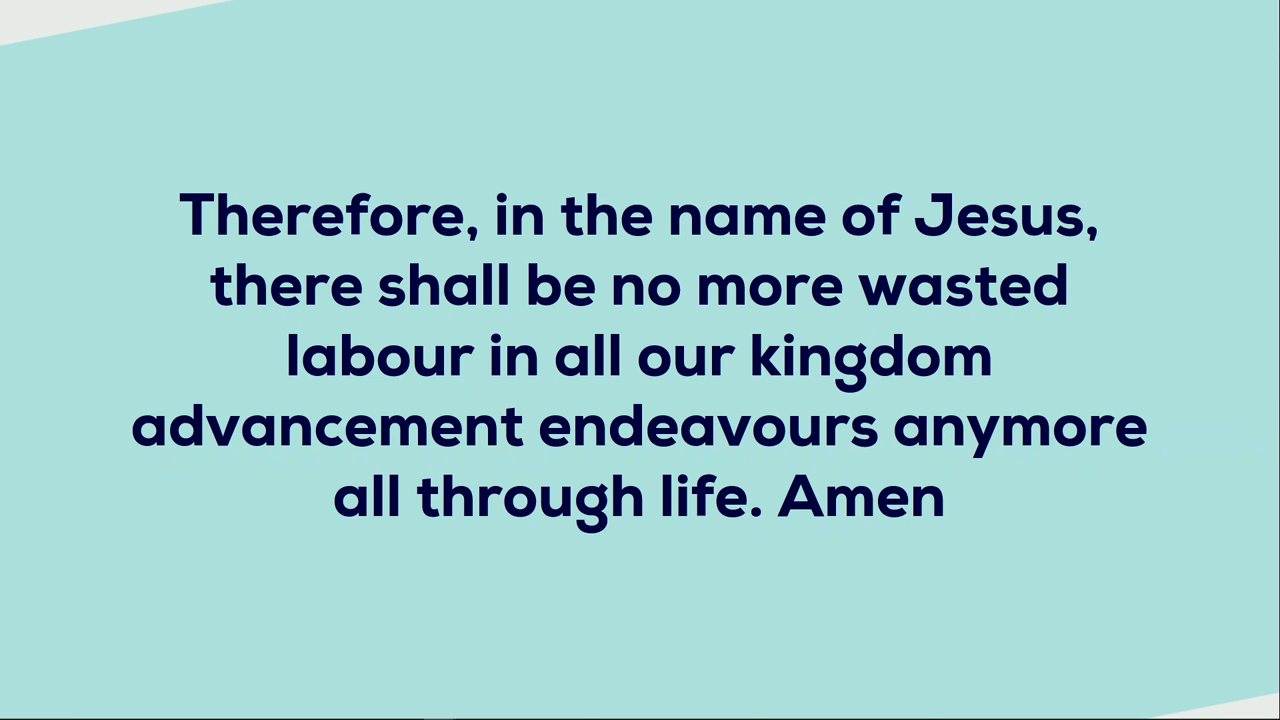 Therefore, in the name of Jesus,
there shall be no more wasted
labour in all our kingdom
advancement endeavours anymore
all through life. Amen